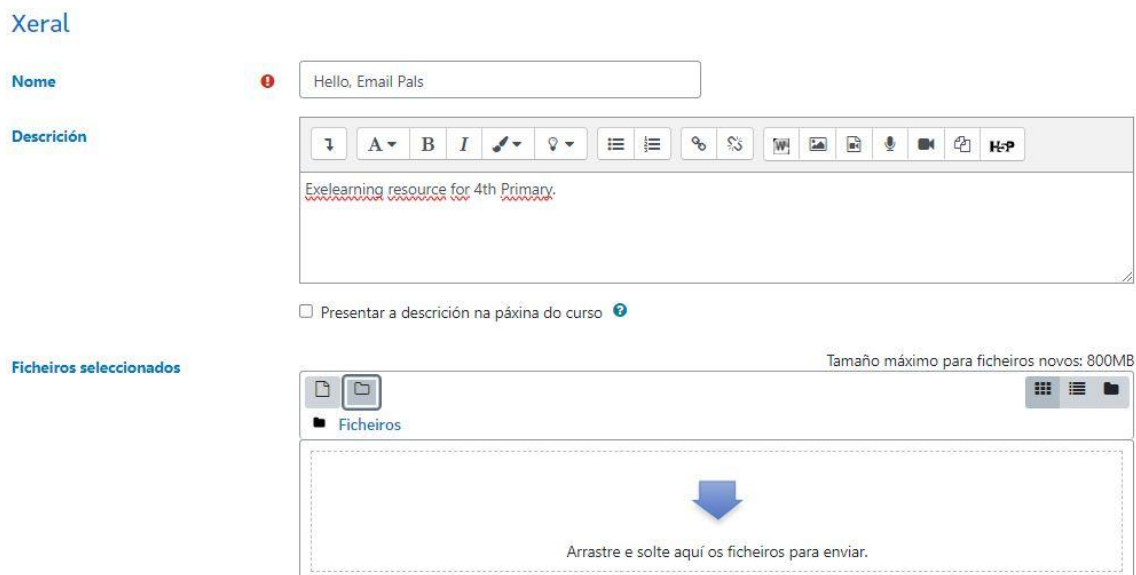 Xeral
Nome
Hello, Email Pals
Descrición
A B I H5P
Exelearning resource for 4th Primary.
Presentar a descrición na páxina do curso
Ficheiros seleccionados
Tamaño máximo para ficheiros novos: 800MB
Ficheiros
Arrastre e solte aquí os ficheiros para enviar.